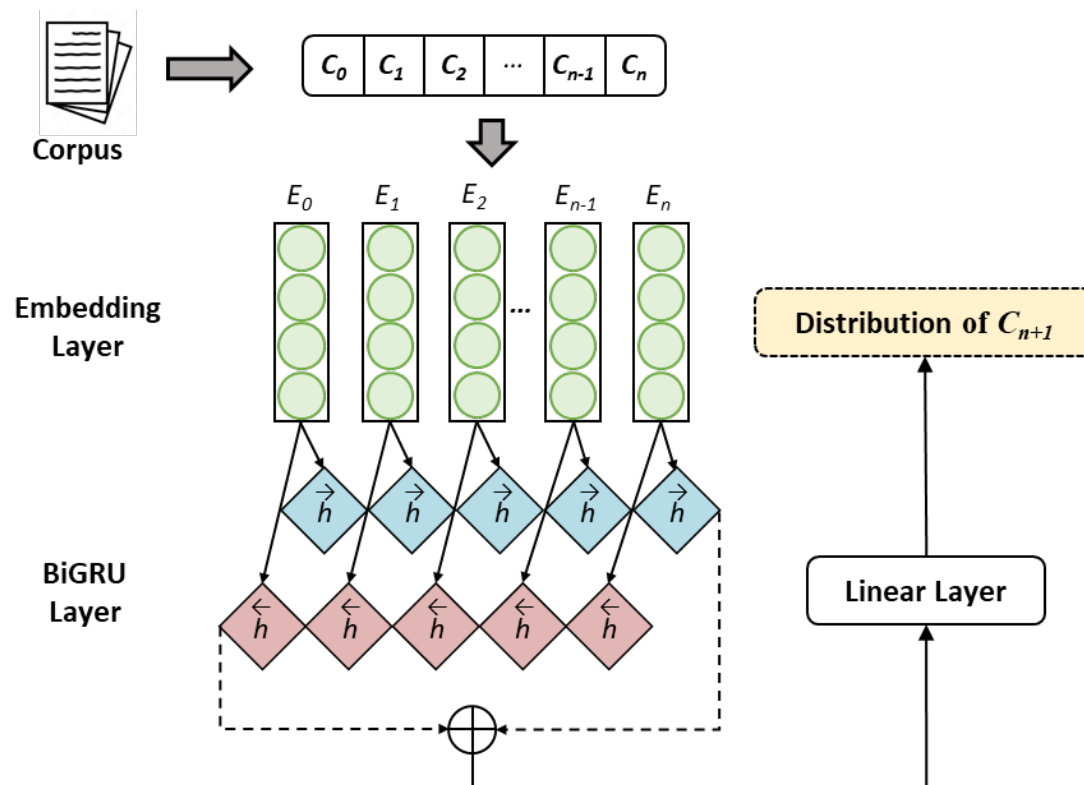 Corpus
C0 C1 C2 ... Cn-1 Cn
E0 E1 E2 En-1 En
...
Embedding
Layer
Distribution of Cn+1
→ → → → →
h h h h h
BiGRU
Layer
← ← ← ← ←
h h h h h
Linear Layer